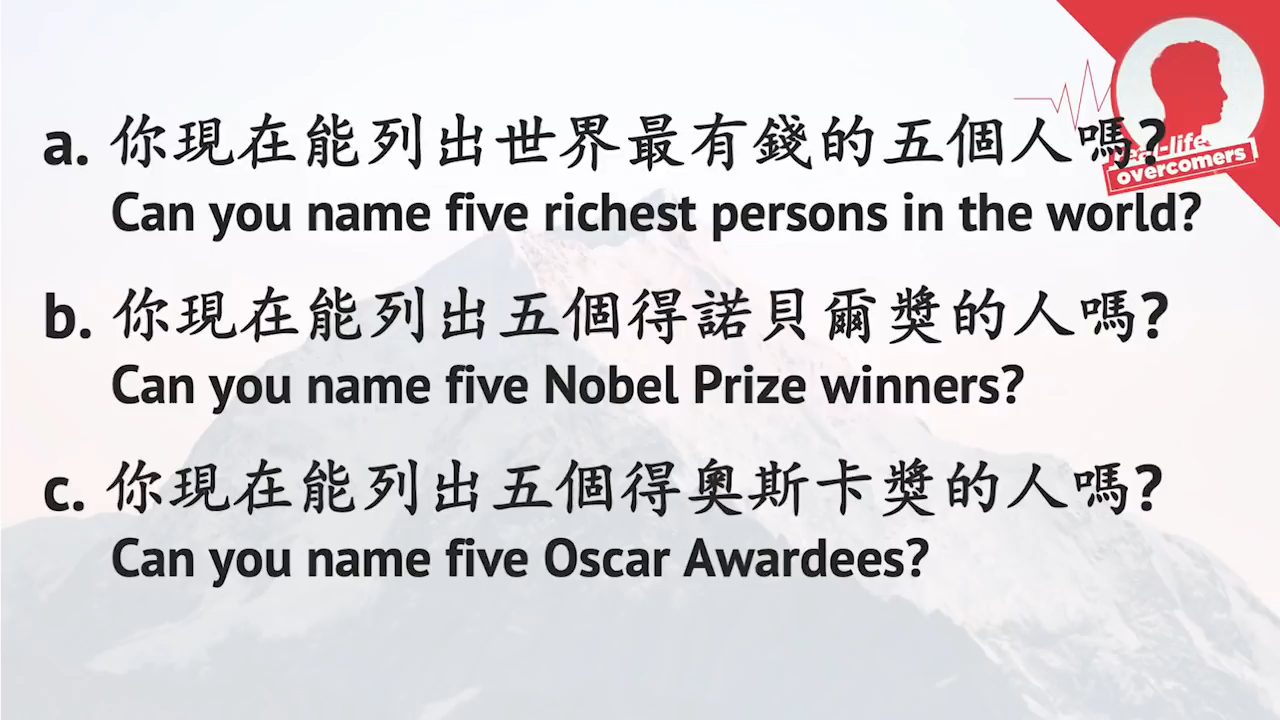 a. 你現在能列出世界最有錢的五個人嗎?
Can you name five richest persons in the world?
b. 你現在能列出五個得諾貝爾獎的人嗎?
Can you name five Nobel Prize winners?
c. 你現在能列出五個得奧斯卡獎的人嗎?
Can you name five Oscar Awardees?
real-life
overcomers